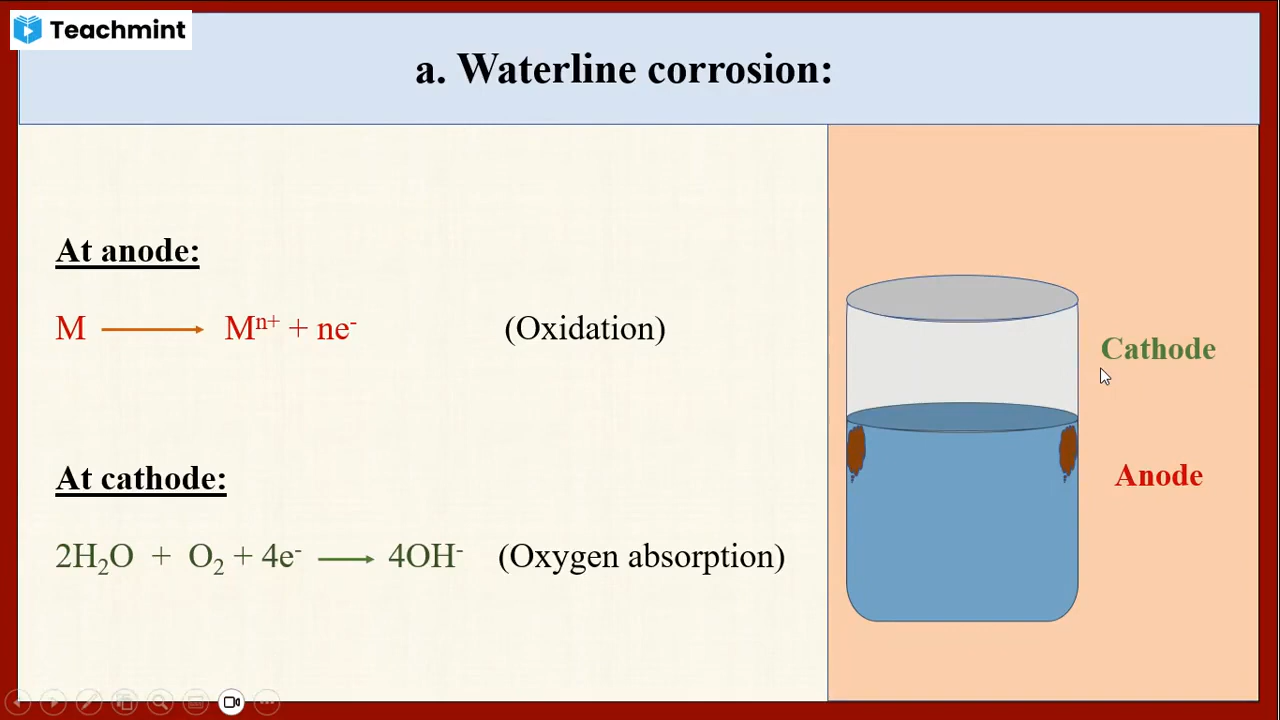 Teachmint
a. Waterline corrosion:
At anode:
M ⟶ Mⁿ⁺ + ne⁻ (Oxidation)
At cathode:
2H₂O + O₂ + 4e⁻ ⟶ 4OH⁻ (Oxygen absorption)
Cathode
Anode